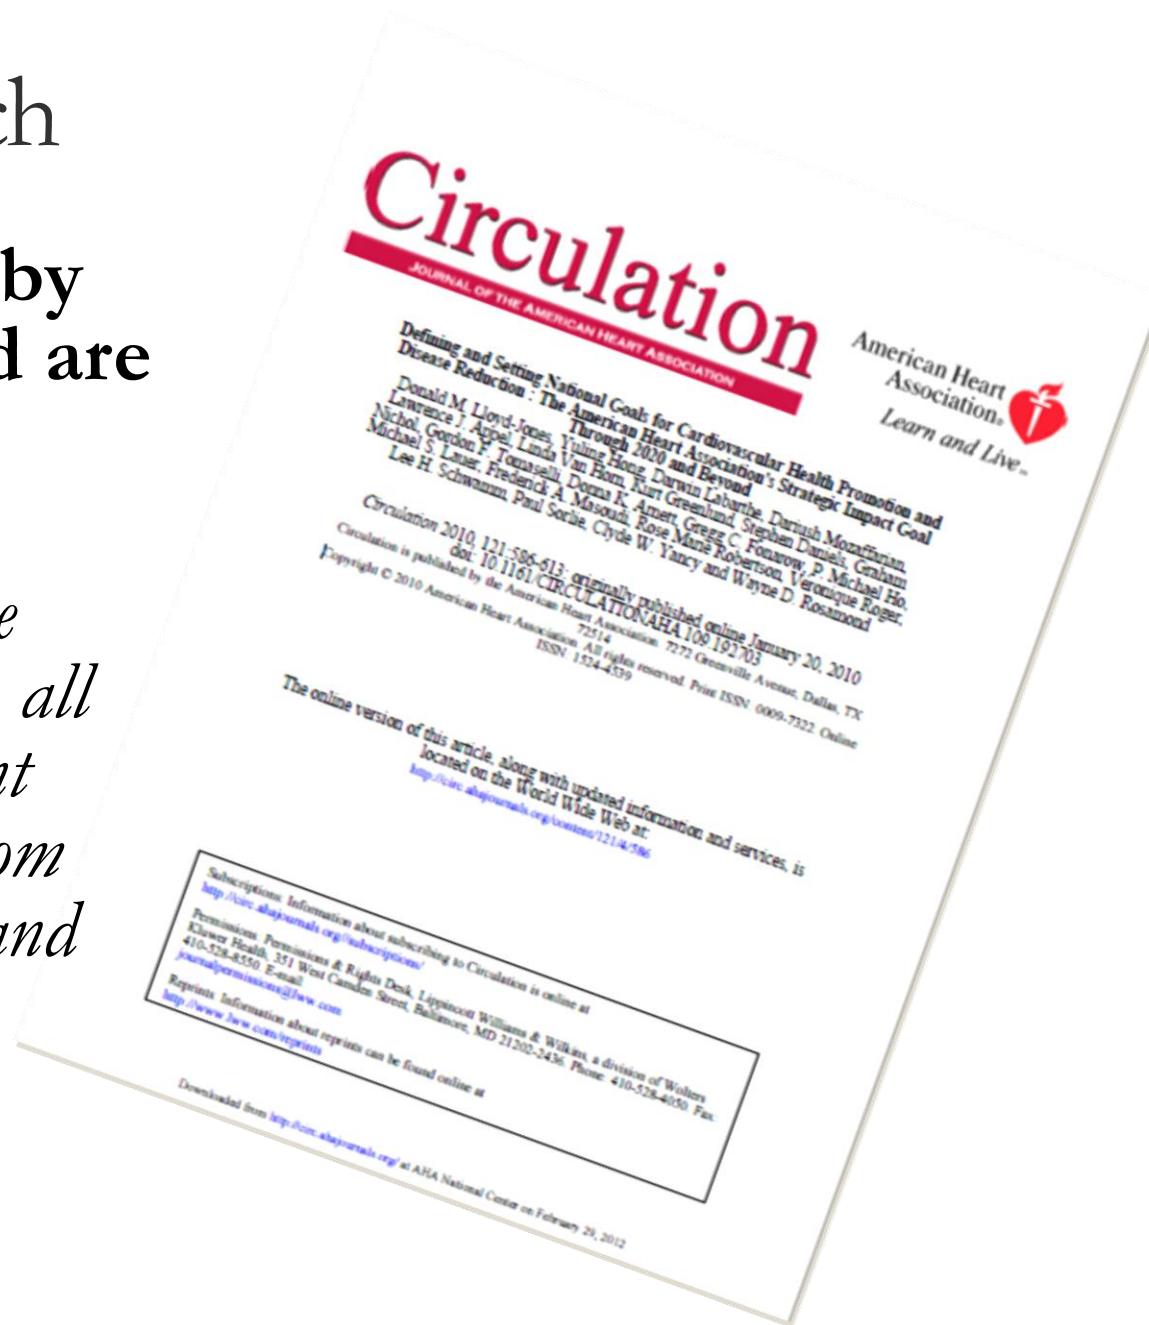 ch
by
d are
e
all
nt
om
and
Circulation
JOURNAL OF THE AMERICAN HEART ASSOCIATION
American Heart
Association®
Learn and Live™
Defining and Setting National Goals for Cardiovascular Health Promotion and
Disease Reduction : The American Heart Association's Strategic Impact Goal
Through 2020 and Beyond
Donald M. Lloyd-Jones, Yuling Hong, Darwin Labarthe, Dariush Mozaffarian,
Lawrence J. Appel, Linda Van Horn, Kurt Greenlund, Stephen Daniels, Graham
Nichol, Gordon F. Tomaselli, Donna K. Arnett, Gregg C. Fonarow, P. Michael Ho,
Michael S. Lauer, Frederick A. Masoudi, Rose Marie Robertson, Veronique Roger,
Lee H. Schwamm, Paul Sorlie, Clyde W. Yancy and Wayne D. Rosamond
Circulation 2010, 121:586-613: originally published online January 20, 2010
doi: 10.1161/CIRCULATIONAHA.109.192703
Circulation is published by the American Heart Association. 7272 Greenville Avenue, Dallas, TX
72514
Copyright © 2010 American Heart Association. All rights reserved. Print ISSN: 0009-7322. Online
ISSN: 1524-4539
The online version of this article, along with updated information and services, is
located on the World Wide Web at:
http://circ.ahajournals.org/content/121/4/586
Subscriptions: Information about subscribing to Circulation is online at
http://circ.ahajournals.org//subscriptions/
Permissions: Permissions & Rights Desk, Lippincott Williams & Wilkins, a division of Wolters
Kluwer Health, 351 West Camden Street, Baltimore, MD 21202-2436. Phone: 410-528-4050. Fax:
410-528-8550. E-mail:
journalpermissions@lww.com
Reprints: Information about reprints can be found online at
http://www.lww.com/reprints
Downloaded from http://circ.ahajournals.org/ at AHA National Center on February 29, 2012